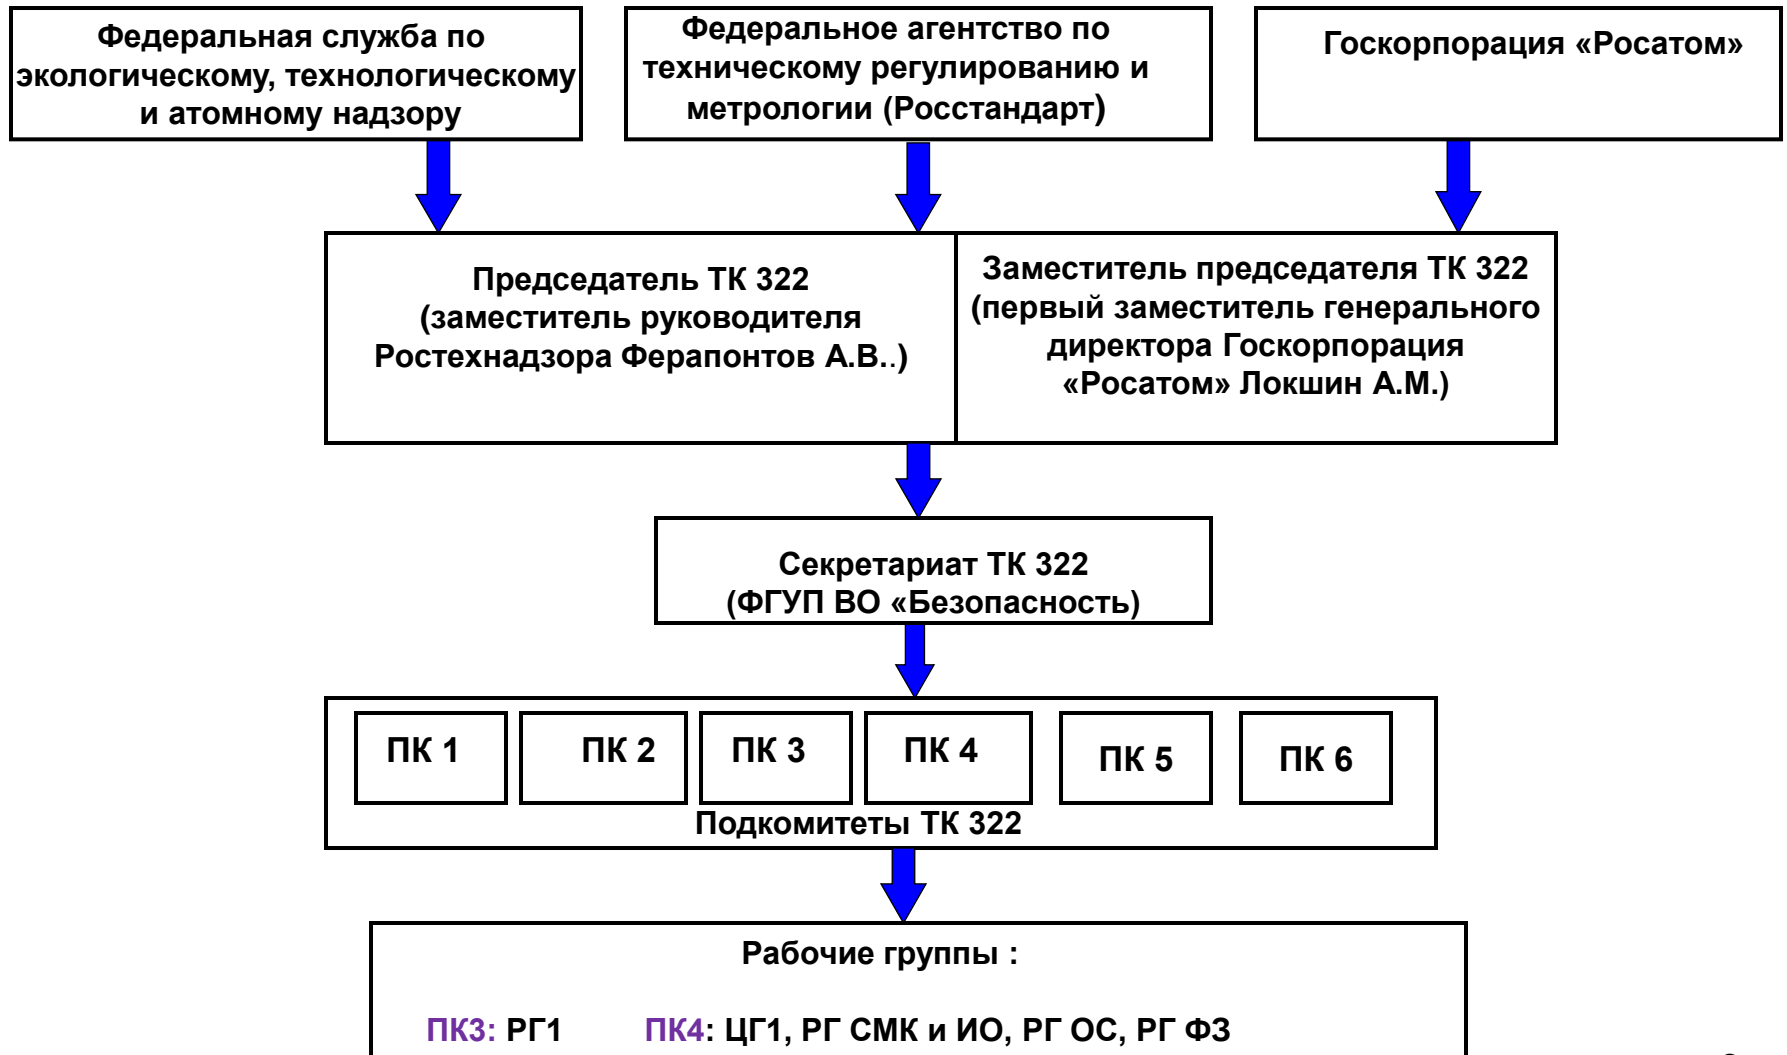 Федеральная служба по
экологическому, технологическому
и атомному надзору
Федеральное агентство по
техническому регулированию и
метрологии (Росстандарт)
Госкорпорация «Росатом»
Председатель ТК 322
(заместитель руководителя
Ростехнадзора Ферапонтов А.В..)
Заместитель председателя ТК 322
(первый заместитель генерального
директора Госкорпорация
«Росатом» Локшин А.М.)
Секретариат ТК 322
(ФГУП ВО «Безопасность)
ПК 1
ПК 2
ПК 3
ПК 4
ПК 5
ПК 6
Подкомитеты ТК 322
Рабочие группы :
ПК3: РГ1 ПК4: ЦГ1, РГ СМК и ИО, РГ ОС, РГ ФЗ